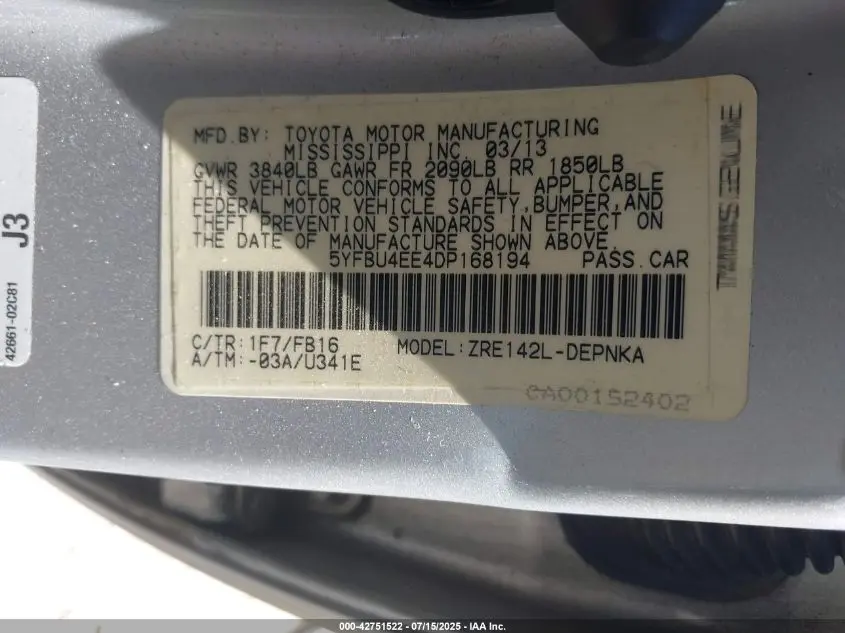 MFD.BY: TOYOTA MOTOR MANUFACTURING
MISSISSIPPI INC. 03/13
GVWR 3840LB GAWR FR 2090LB RR 1850LB
THIS VEHICLE CONFORMS TO ALL APPLICABLE
FEDERAL MOTOR VEHICLE SAFETY,BUMPER,AND
THEFT PREVENTION STANDARDS IN EFFECT ON
THE DATE OF MANUFACTURE SHOWN ABOVE.
5YFBU4EE4DP168194 PASS.CAR
C/TR:1F7/FB16 MODEL:ZRE142L-DEPNKA
A/TM:-03A/U341E
CA00152402
J3
42661-02C81
000-42751522 - 07/15/2025 - IAA Inc.